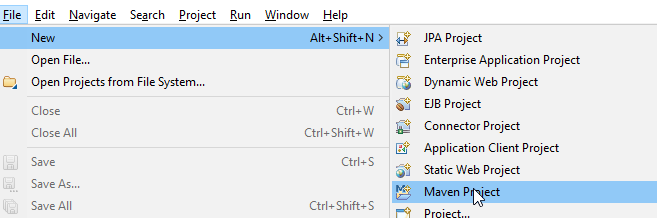 File Edit Navigate Search Project Run Window Help
New Alt+Shift+N >
Open File...
Open Projects from File System...
Close Ctrl+W
Close All Ctrl+Shift+W
Save Ctrl+S
Save As...
Save All Ctrl+Shift+S
JPA Project
Enterprise Application Project
Dynamic Web Project
EJB Project
Connector Project
Application Client Project
Static Web Project
Maven Project
Project...